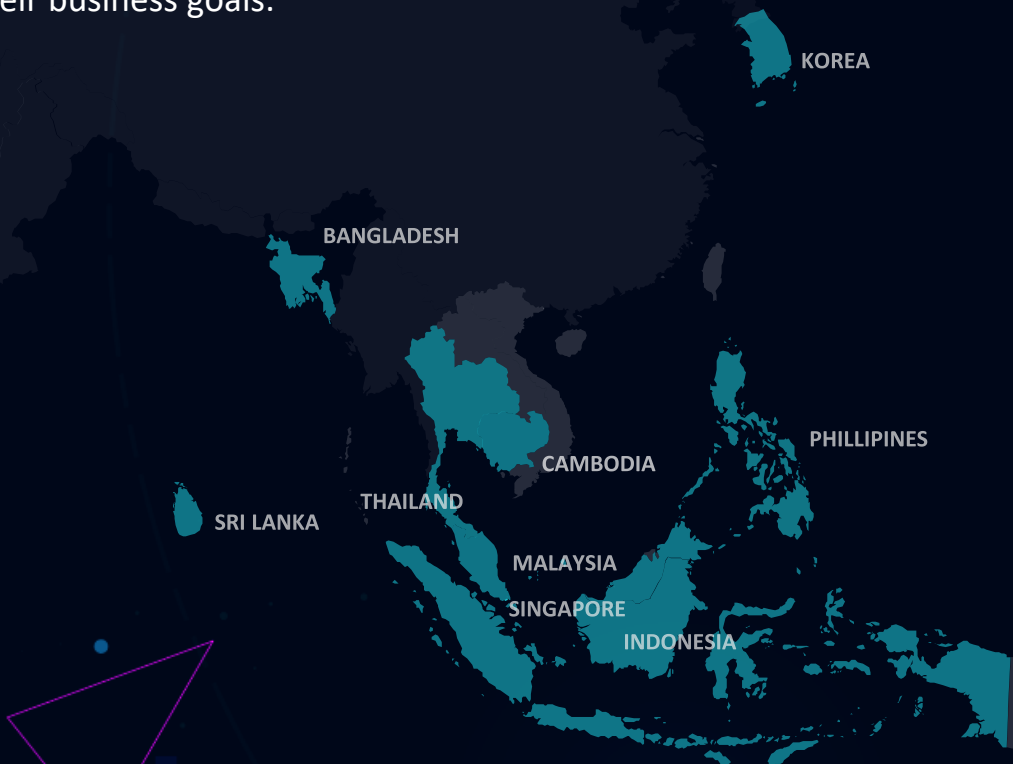 eir business goals.
KOREA
BANGLADESH
PHILLIPINES
CAMBODIA
THAILAND
SRI LANKA
MALAYSIA
SINGAPORE
INDONESIA